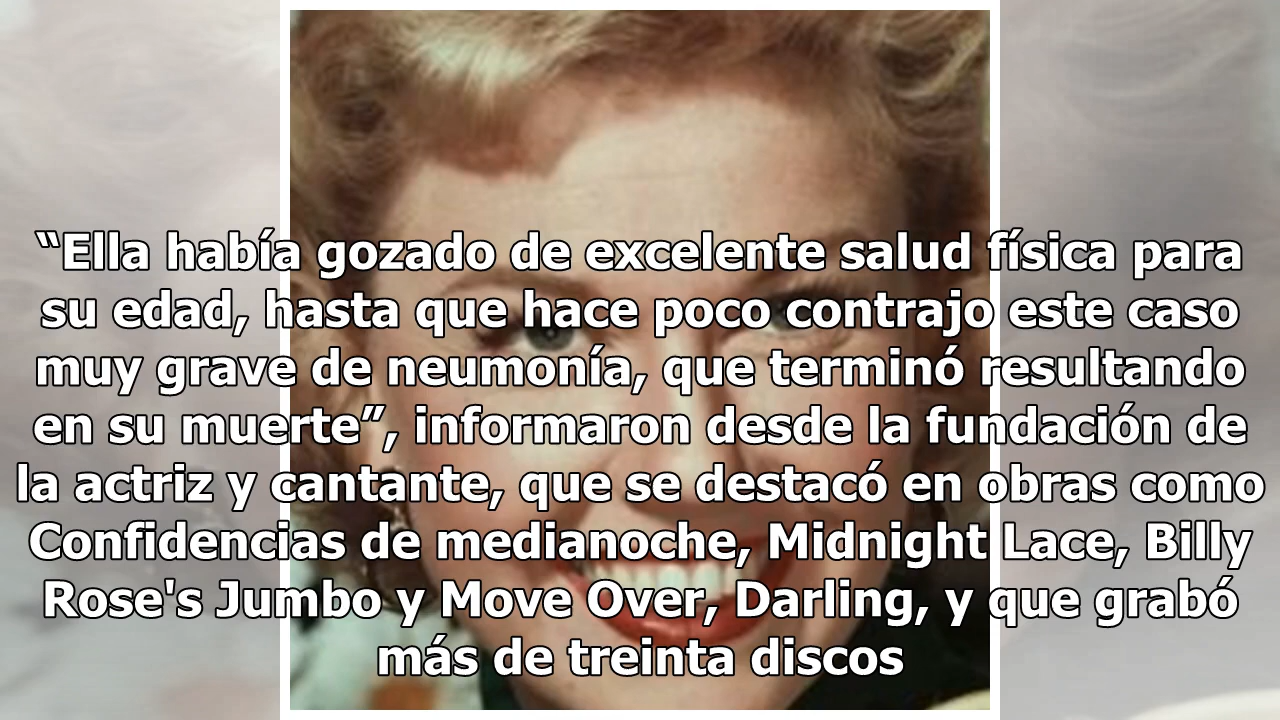 “Ella había gozado de excelente salud física para
su edad, hasta que hace poco contrajo este caso
muy grave de neumonía, que terminó resultando
en su muerte”, informaron desde la fundación de
la actriz y cantante, que se destacó en obras como
Confidencias de medianoche, Midnight Lace, Billy
Rose's Jumbo y Move Over, Darling, y que grabó
más de treinta discos